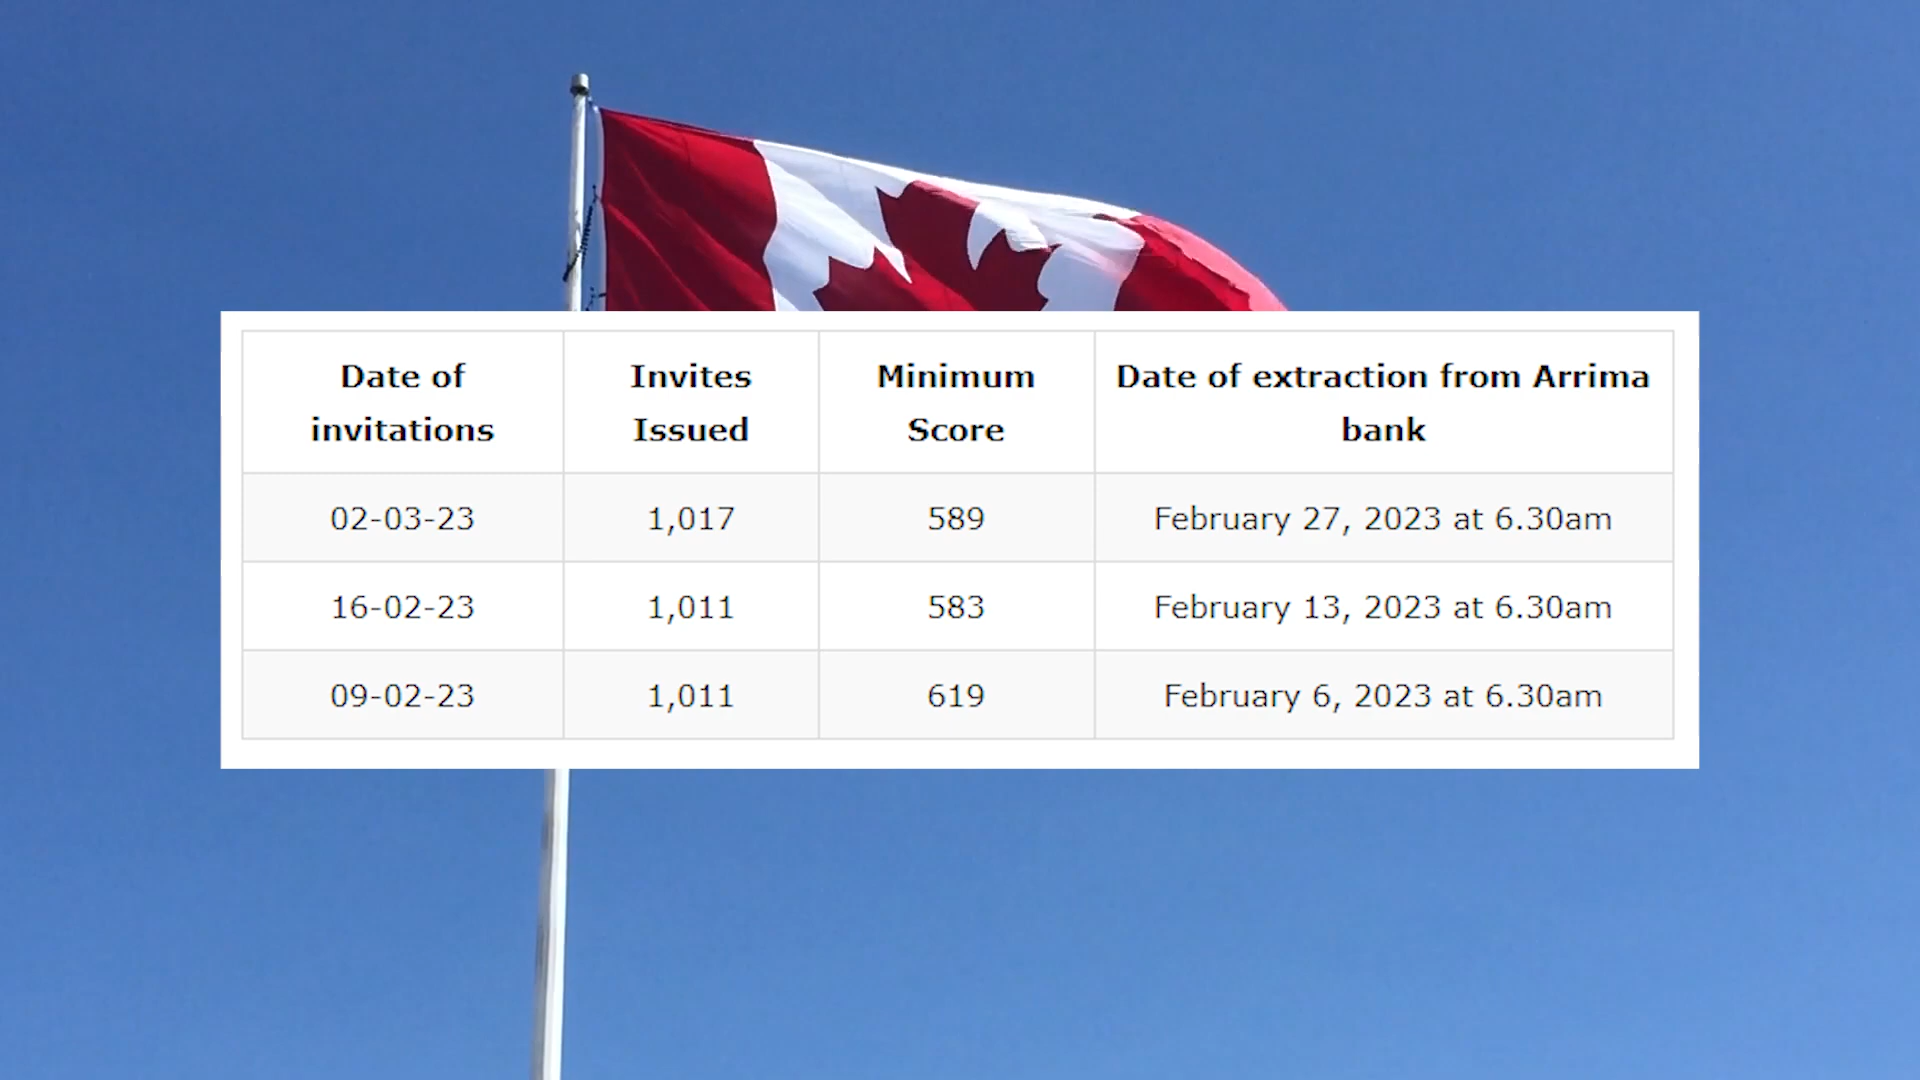 Date of invitations Invites Issued Minimum Score Date of extraction from Arrima bank
02-03-23 1,017 589 February 27, 2023 at 6.30am
16-02-23 1,011 583 February 13, 2023 at 6.30am
09-02-23 1,011 619 February 6, 2023 at 6.30am